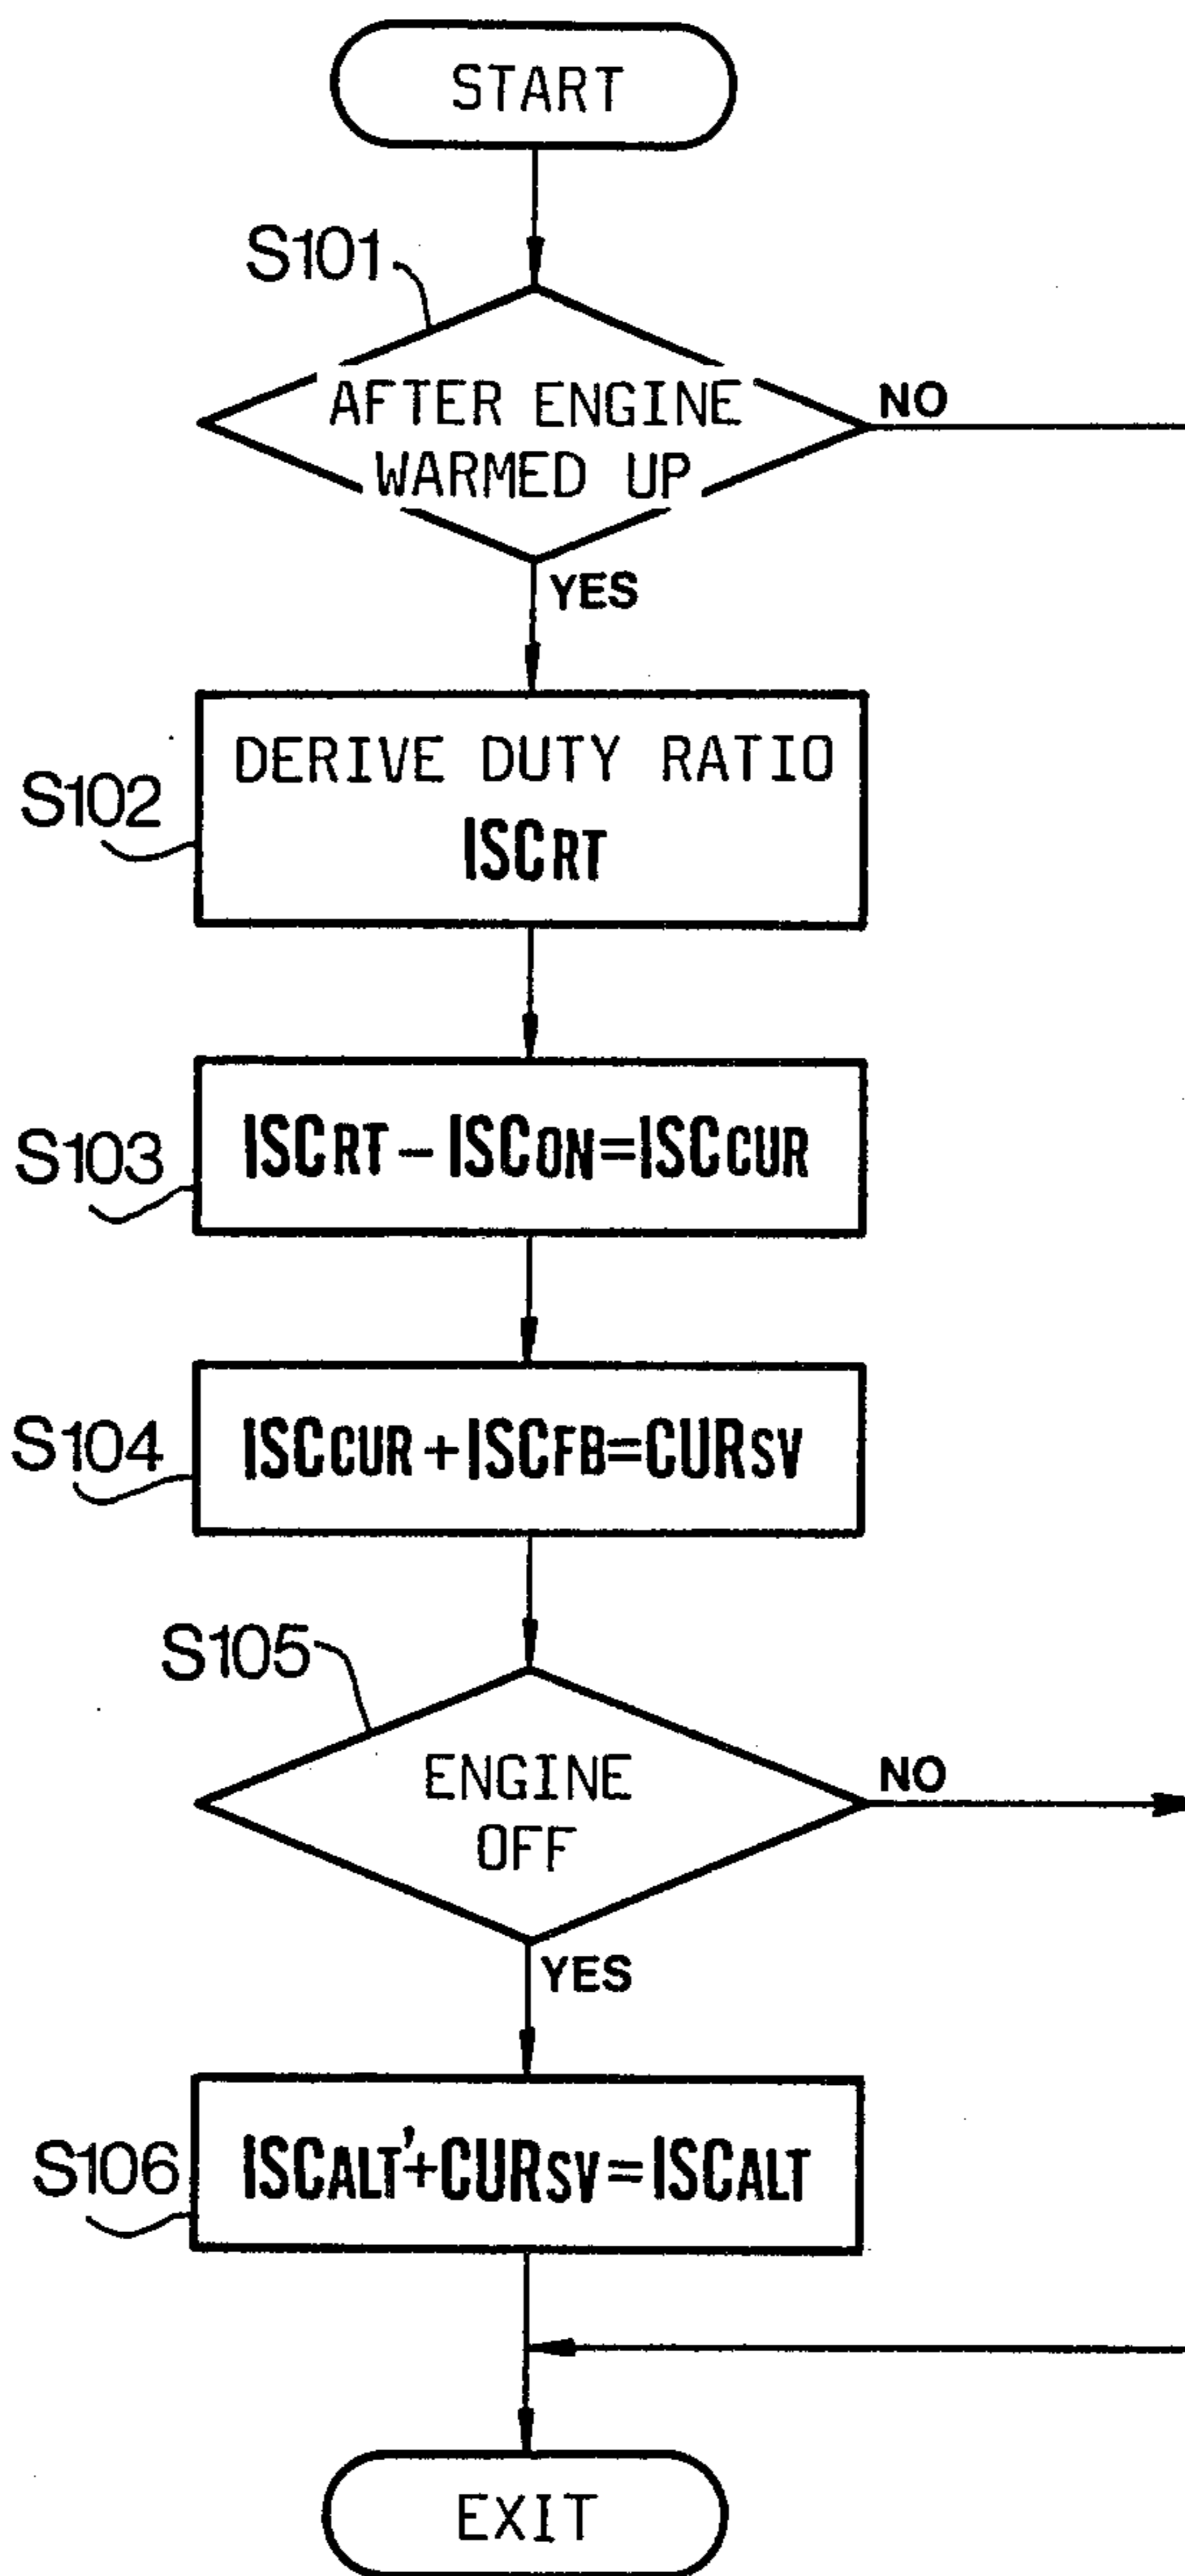 START
S101
AFTER ENGINE
WARMED UP
NO
YES
S102
DERIVE DUTY RATIO
ISCRT
S103
ISCRT - ISCON = ISCCUR
S104
ISCCUR + ISCFB = CURSV
S105
ENGINE
OFF
NO
YES
S106
ISCALT' + CURSV = ISCALT
EXIT